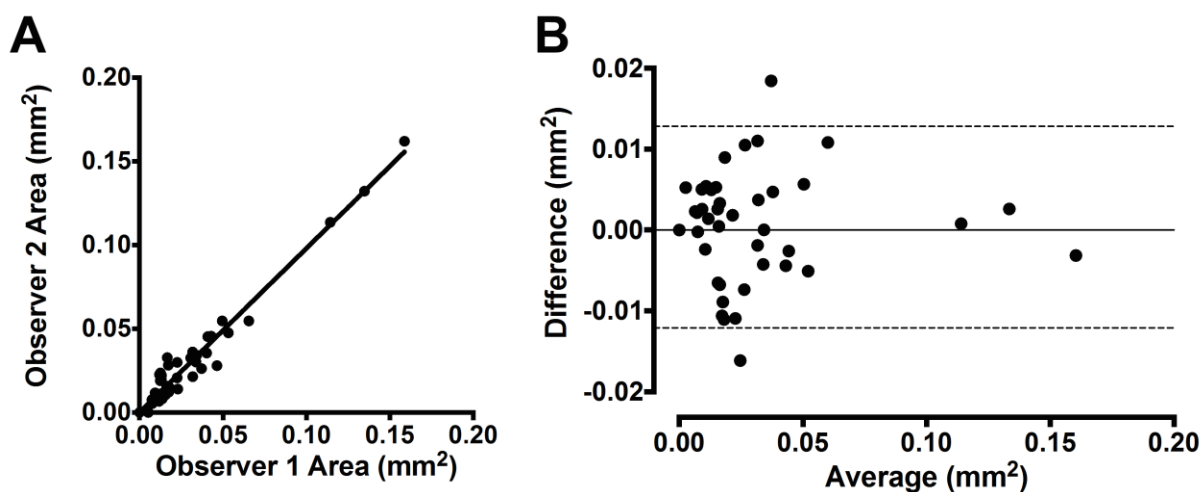 A
Observer 2 Area (mm²)
0.20
0.15
0.10
0.05
0.00
0.00 0.05 0.10 0.15 0.20
Observer 1 Area (mm²)
B
Difference (mm²)
0.02
0.01
0.00
-0.01
-0.02
0.00 0.05 0.10 0.15 0.20
Average (mm²)